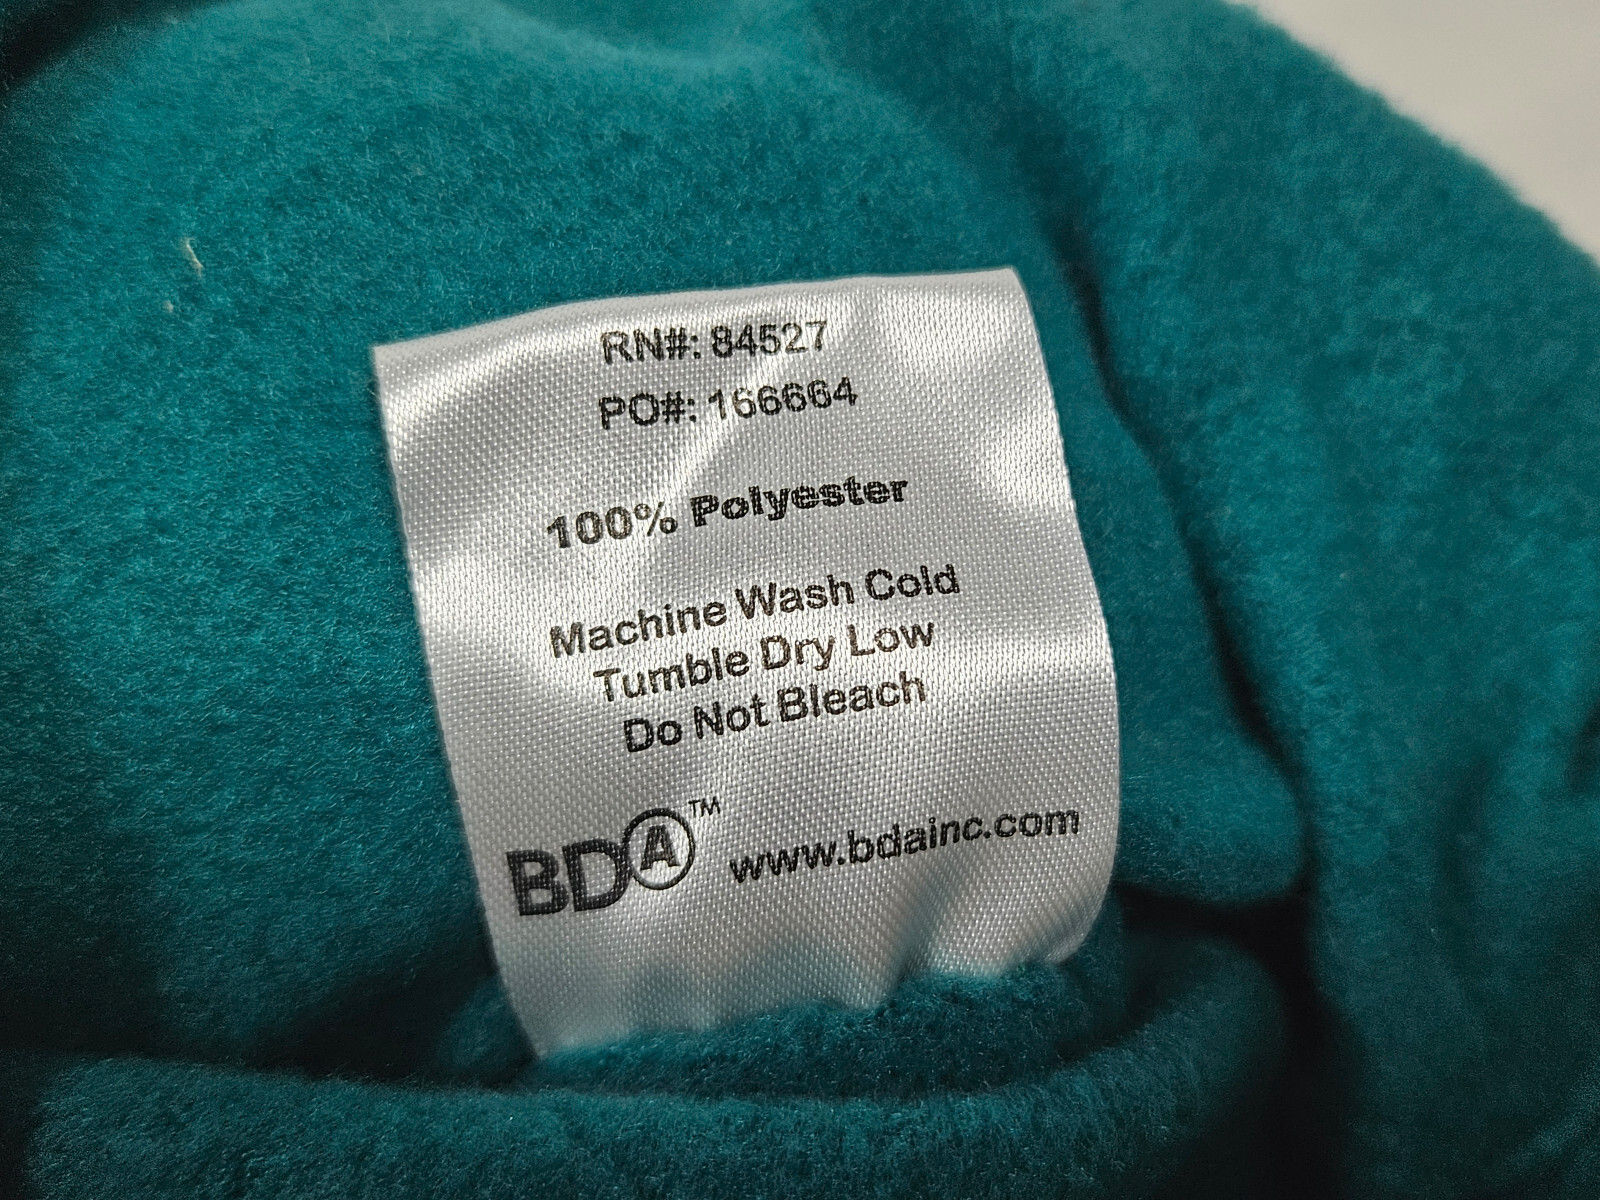 RN#: 84527
PO#: 166664
100% Polyester
Machine Wash Cold
Tumble Dry Low
Do Not Bleach
BDA™ www.bdainc.com